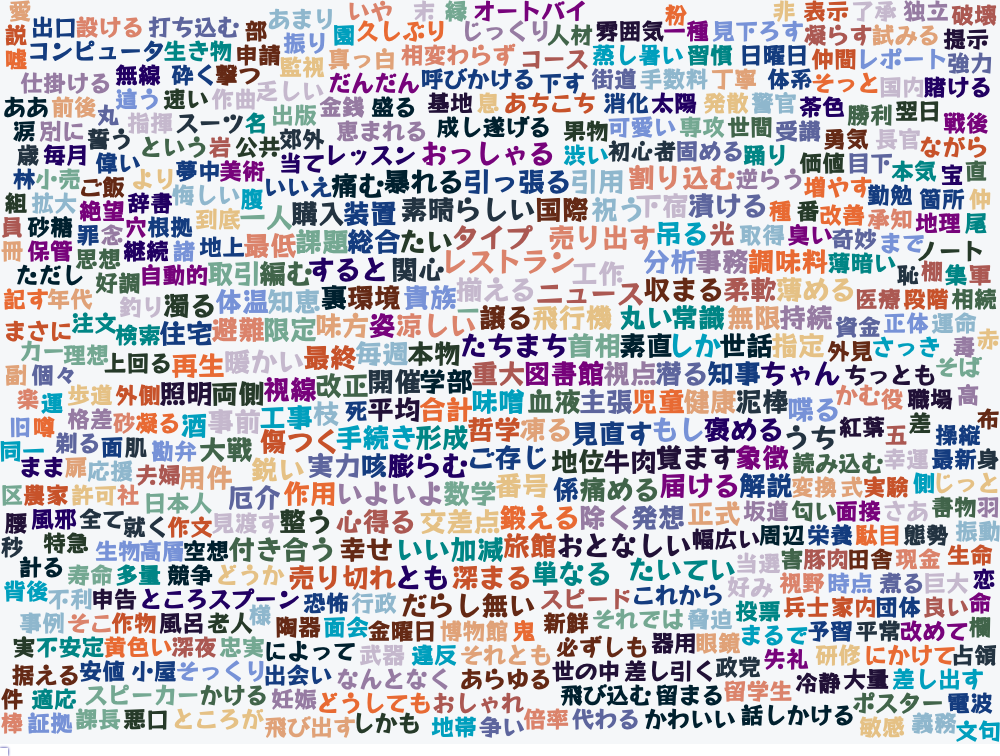 愛 いや 末 縁 オートバイ 粉 非 表示 了承 独立 破壊
説 出口 設ける 打ち込む 部 あまり 園 久しぶり じっくり 人材 雰囲気 一種 見下ろす 凝らす 試みる 提示
嘘 コンピュータ 生き物 申請 振り 真っ白 相変わらず コース 蒸し暑い 習慣 日曜日 仲間 レポート 強力
仕掛ける 無線 砕く 撃つ 監視 だんだん 呼びかける 下す 街道 手数料 丁寧 体系 そっと 国内 賭ける
ああ 前後 丸 違う 速い 作曲 乏しい 出版 金銭 盛る 基地 息 あちこち 消化 太陽 発散 警官 茶色 勝利 翌日 戦後
涙 別に 誓う 指揮 スーツ 名 郊外 恵まれる 成し遂げる 果物 可愛い 専攻 世間 受講 勇気 長官 ながら
歳 毎月 偉い という 岩 公共 当て レッスン おっしゃる 渋い 初心者 固める 踊り 価値 目下 本気 宝 直
林 小売 ご飯 より 夢中 美術 いいえ 痛む 暴れる 引っ張る 引用 割り込む 逆らう 増やす 勤勉 箇所 仲
組 拡大 絶望 辞書 悔しい 腹 一人 購入 装置 素晴らしい 国際 祝う 下宿 漬ける 種 番 改善 承知 地理 尾
員 砂糖 罪 念 穴 根拠 到底 最低 課題 総合 たい タイプ 売り出す 吊る 光 取得 臭い 奇妙 まで ノート
冊 保管 思想 継続 諸 地上 すると 関心 レストラン 工作 分析 事務 調味料 薄暗い 恥 棚 集 軍
ただし 好調 自動的 取引 編む 裏 環境 貴族 揃える ニュース 収まる 柔軟 薄める 医療 段階 相続
記す 年代 釣り 濁る 体温 知恵 姿 涼しい 譲る 飛行機 丸い 常識 無限 持続 資金 正体 運命
まさに 注文 検索 住宅 避難 限定 味方 たちまち 首相 素直 しか 世話 指定 外見 さっき 毒 赤
カー 理想 上回る 再生 暖かい 最終 毎週 本物 重大 図書館 視点 潜る 知事 ちゃん ちっとも そば
副 個々 歩道 外側 照明 両側 視線 改正 開催 学部 味噌 血液 主張 児童 健康 泥棒 喋る かむ 役 職場 高
楽 運 格差 砂 凝る 酒 事前 工事 枝 死 平均 合計 哲学 凍る 見直す もし 褒める うち 紅葉 五 差 操縦 布
旧 噂 剃る 面 肌 勘弁 大戦 傷つく 手続き 形成 ご存じ 地位 牛肉 覚ます 象徴 読み込む 幸運 最新 身
同一 まま 扉 応援 夫婦 用件 鋭い 実力 咳 膨らむ 番号 係 痛める 届ける 解説 変換 式 実験 側 じっと
区 農家 許可 社 日本人 厄介 作用 いよいよ 数学 交差点 鍛える 除く 発想 正式 坂道 匂い 面接 さあ 書物 羽
腰 風邪 全て 就く 作文 見渡す 整う 心得る 旅館 おとなしい 幅広い 周辺 栄養 駄目 態勢 振動
秒 特急 生物 高層 空想 付き合う 幸せ いい加減 単なる たいてい 当選 害 豚肉 田舎 現金 生命
計る 寿命 多量 競争 どうか 売り切れ とも 深まる スピード これから 好み 視野 時点 煮る 巨大 恋
背後 不利 申告 ところ スプーン 恐怖 行政 だらし無い 新鮮 それでは 脅迫 投票 兵士 家内 団体 良い 命
事例 そこ 作物 風呂 老人 様 陶器 面会 金曜日 博物館 鬼 必ずしも 器用 眼鏡 まるで 予習 平常 改めて 欄
実 不安定 黄色い 深夜 忠実 によって 武器 違反 それとも 世の中 差し引く 政党 失礼 研修 にかけて 占領
据える 安値 小屋 そっくり 出会い なんとなく あらゆる 飛び込む 留まる 留学生 冷静 大量 差し出す
件 適応 スピーカー かける 妊娠 どうしても おしゃれ 倍率 代わる かわいい 話しかける ポスター 電波
棒 証拠 課長 悪口 ところが 飛び出す しかも 地帯 争い 敏感 義務 文句